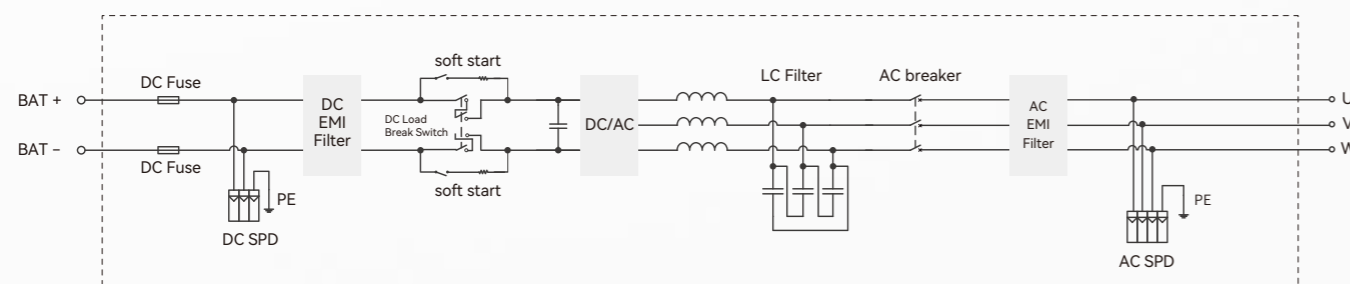 soft start
DC Fuse
LC Filter
AC breaker
BAT +
DC
EMI
Filter
DC Load
Break Switch
DC/AC
AC
EMI
Filter
U
V
W
BAT −
DC Fuse
soft start
PE
DC SPD
PE
AC SPD